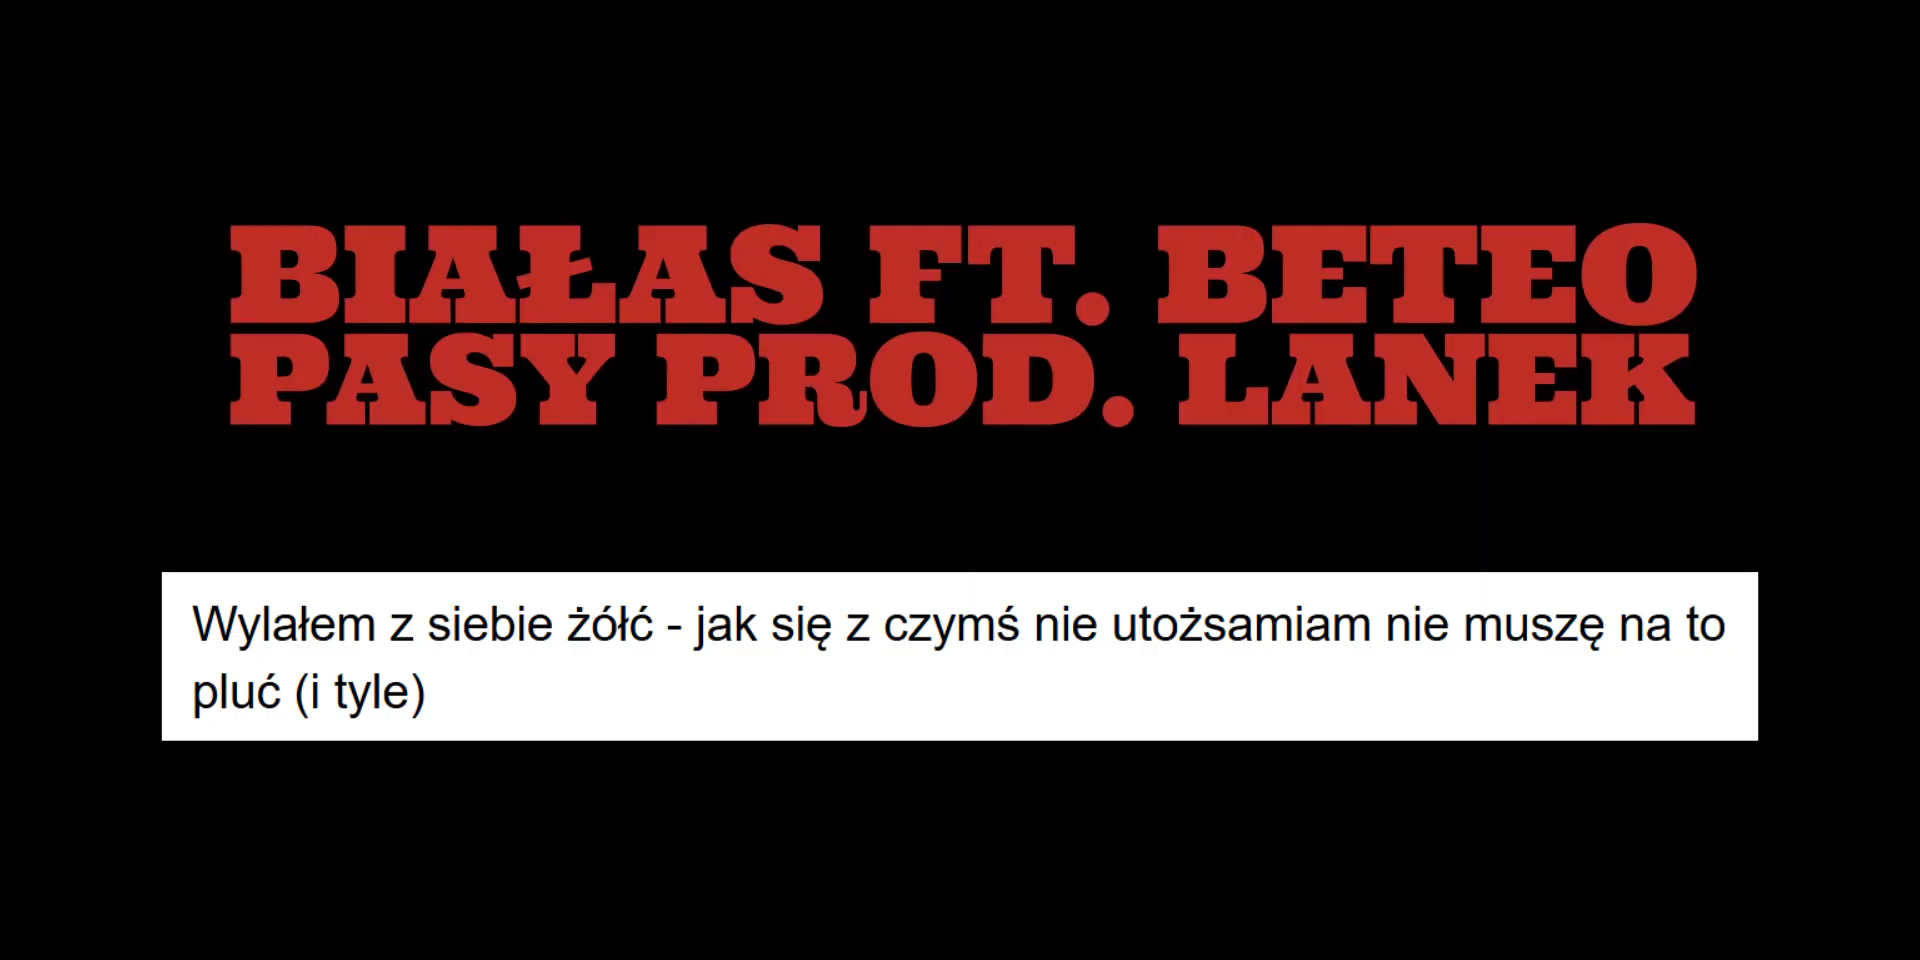 BIAŁAS FT. BETEO
PASY PROD. LANEK
Wylałem z siebie żółć - jak się z czymś nie utożsamiam nie muszę na to
pluć (i tyle)